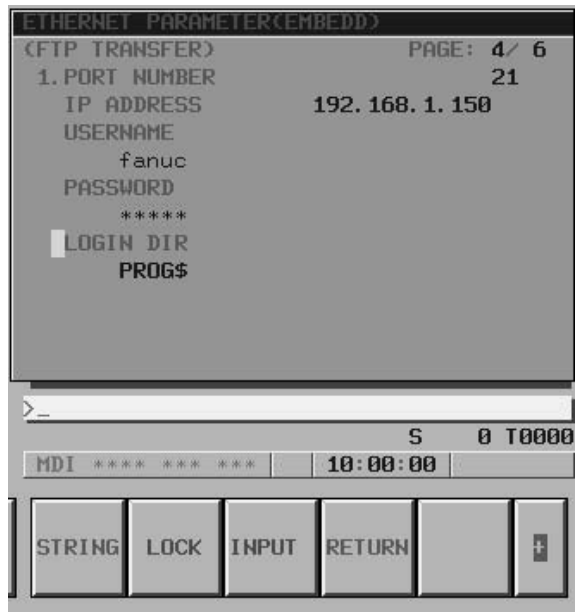 ETHERNET PARAMETER(EMBEDD)
(FTP TRANSFER) PAGE: 4/ 6
1. PORT NUMBER 21
IP ADDRESS 192. 168. 1. 150
USERNAME
fanuc
PASSWORD
*****
LOGIN DIR
PROG$
>_
S 0 T0000
MDI **** *** *** 10:00:00
STRING LOCK INPUT RETURN +